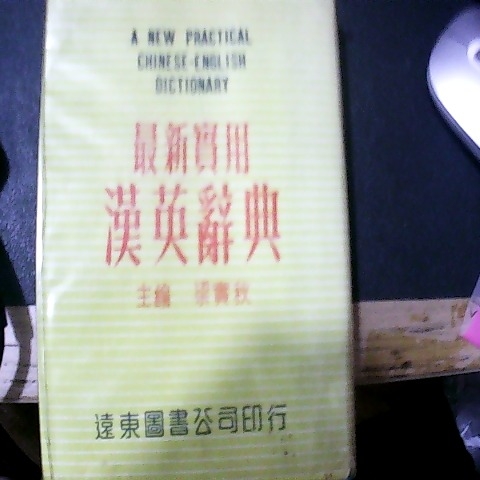 A NEW PRACTICAL
CHINESE-ENGLISH
DICTIONARY
最新實用
漢英辭典
主編 梁實秋
遠東圖書公司印行